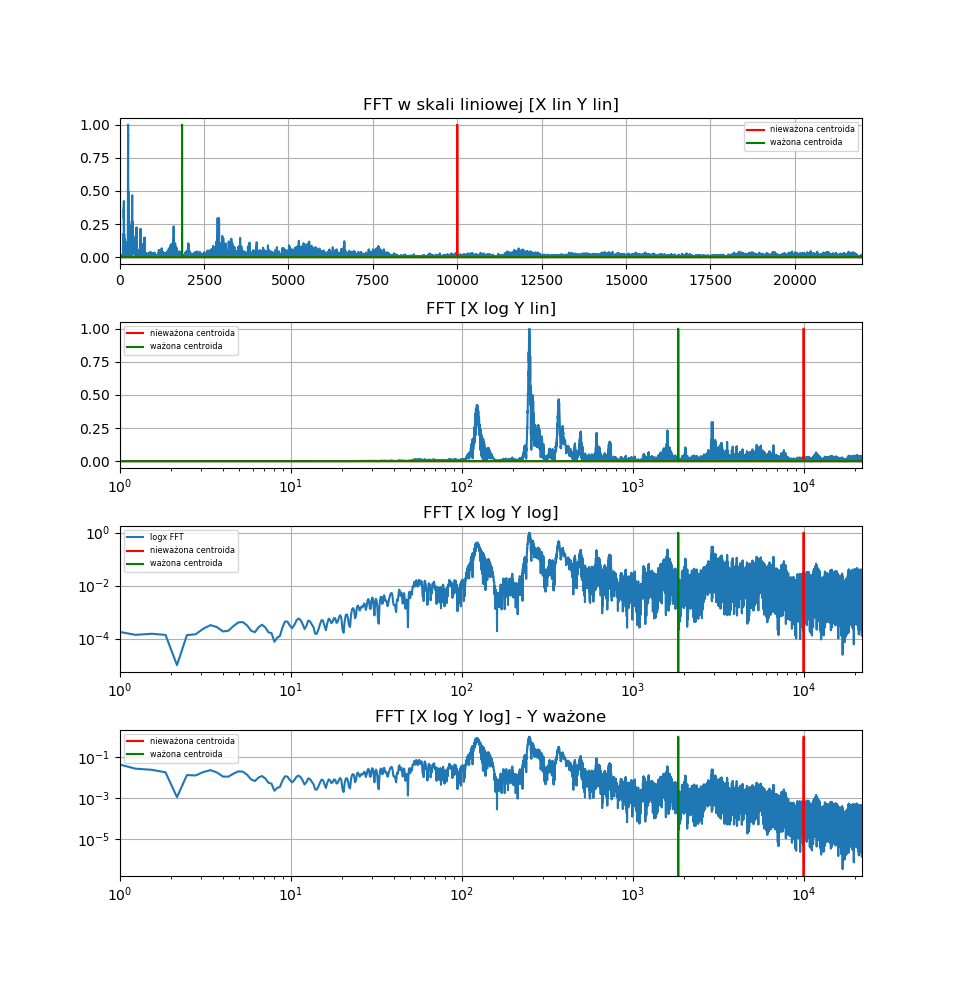 FFT w skali liniowej [X lin Y lin]
1.00
0.75
0.50
0.25
0.00
nieważona centroida
ważona centroida
0 2500 5000 7500 10000 12500 15000 17500 20000
FFT [X log Y lin]
1.00
0.75
0.50
0.25
0.00
nieważona centroida
ważona centroida
10⁰ 10¹ 10² 10³ 10⁴
FFT [X log Y log]
10⁰
10⁻²
10⁻⁴
logx FFT
nieważona centroida
ważona centroida
10⁰ 10¹ 10² 10³ 10⁴
FFT [X log Y log] - Y ważone
10⁻¹
10⁻³
10⁻⁵
nieważona centroida
ważona centroida
10⁰ 10¹ 10² 10³ 10⁴